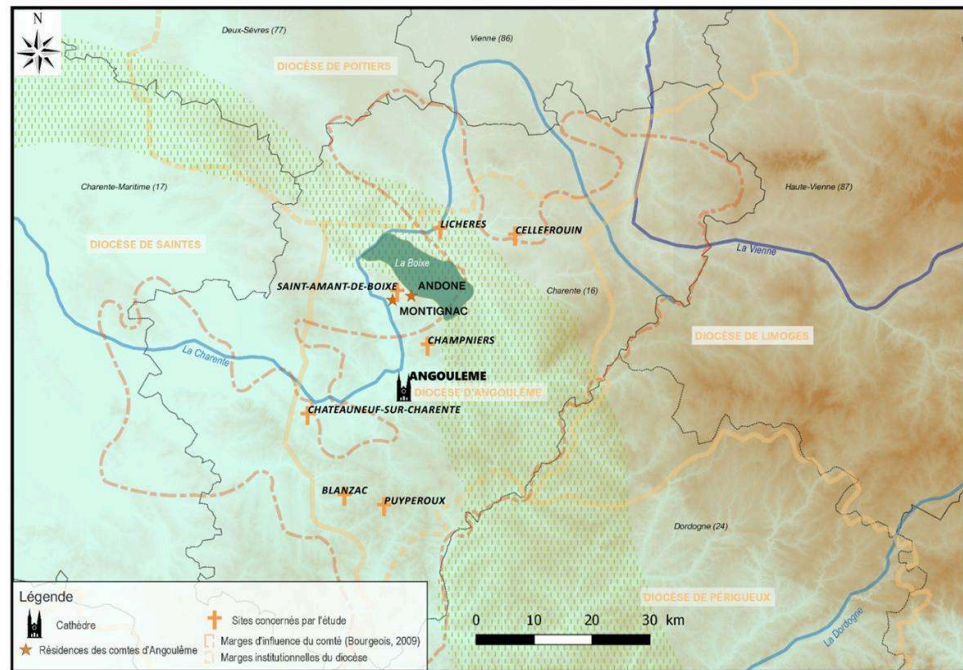 N
Deux-Sèvres (77)
Vienne (86)
DIOCÈSE DE POITIERS
Charente-Maritime (17)
Haute-Vienne (87)
LICHERES
CELLEFROUIN
DIOCÈSE DE SAINTES
La Vienne
La Boixe
SAINT-AMANT-DE-BOIXE
ANDONE
Charente (16)
MONTIGNAC
DIOCÈSE DE LIMOGES
CHAMPNIERS
La Charente
ANGOULEME
DIOCÈSE D'ANGOULÊME
CHATEAUNEUF-SUR-CHARENTE
BLANZAC
PUYPEROUX
Dordogne (24)
DIOCÈSE DE PÉRIGUEUX
La Dordogne
Légende
Cathèdre
Résidences des comtes d'Angoulême
Sites concernés par l'étude
Marges d'influence du comté (Bourgeois, 2009)
Marges institutionnelles du diocèse
0 10 20 30 km